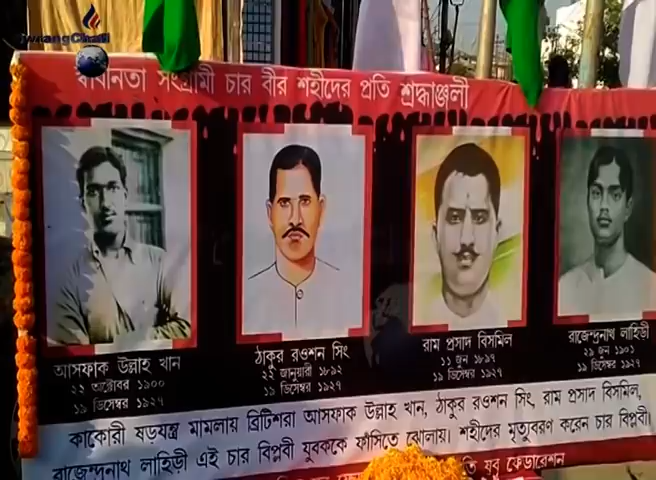 JwiangChati
স্বাধীনতা সংগ্রামী চার বীর শহীদের প্রতি শ্রদ্ধাঞ্জলী
আসফাক উল্লাহ খান
২২ অক্টোবর ১৯০০
১৯ ডিসেম্বর ১৯২৭
ঠাকুর রওশন সিং
২২ জানুয়ারী ১৮৯২
১৯ ডিসেম্বর ১৯২৭
রাম প্রসাদ বিসমিল
১১ জুন ১৮৯৭
১৯ ডিসেম্বর ১৯২৭
রাজেন্দ্রনাথ লাহিড়ী
২৯ জুন ১৯০১
১৯ ডিসেম্বর ১৯২৭
কাকোরী ষড়যন্ত্র মামলায় ব্রিটিশরা আসফাক উল্লাহ খান, ঠাকুর রওশন সিং, রাম প্রসাদ বিসমিল,
রাজেন্দ্রনাথ লাহিড়ী এই চার বিপ্লবী যুবককে ফাঁসিতে ঝোলায়। শহীদের মৃত্যুবরণ করেন চার বিপ্লবী।
যুব ফেডারেশন